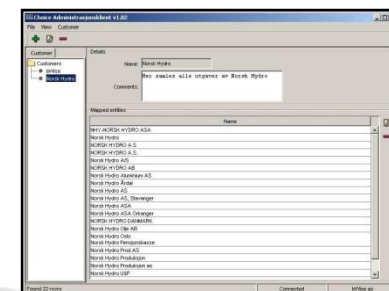 Choice Administrasjonsklient v1.02
File View Customer
Customer
Customers
Norsk Hydro
Details
Name: Norsk Hydro
Comments: Her samles alle utgaver av Norsk Hydro
Mapped entities
Name
NHY-NORSK HYDRO ASA
Norsk Hydro
NORSK HYDRO A.S
NORSK HYDRO A.S.
Norsk Hydro A/S
NORSK HYDRO AB
Norsk Hydro Aluminium AS
Norsk Hydro Årdal
Norsk Hydro AS
Norsk Hydro AS, Stavanger
Norsk Hydro ASA
Norsk Hydro ASA Orkanger
NORSK HYDRO DANMARK
Norsk Hydro Olje AB
Norsk Hydro Oslo
Norsk Hydro Pensjonskasse
Norsk Hydro Prod.AS
Norsk Hydro Produksjon
Norsk Hydro Produksjon as
Norsk Hydro U&P
Found 22 rows
Connected